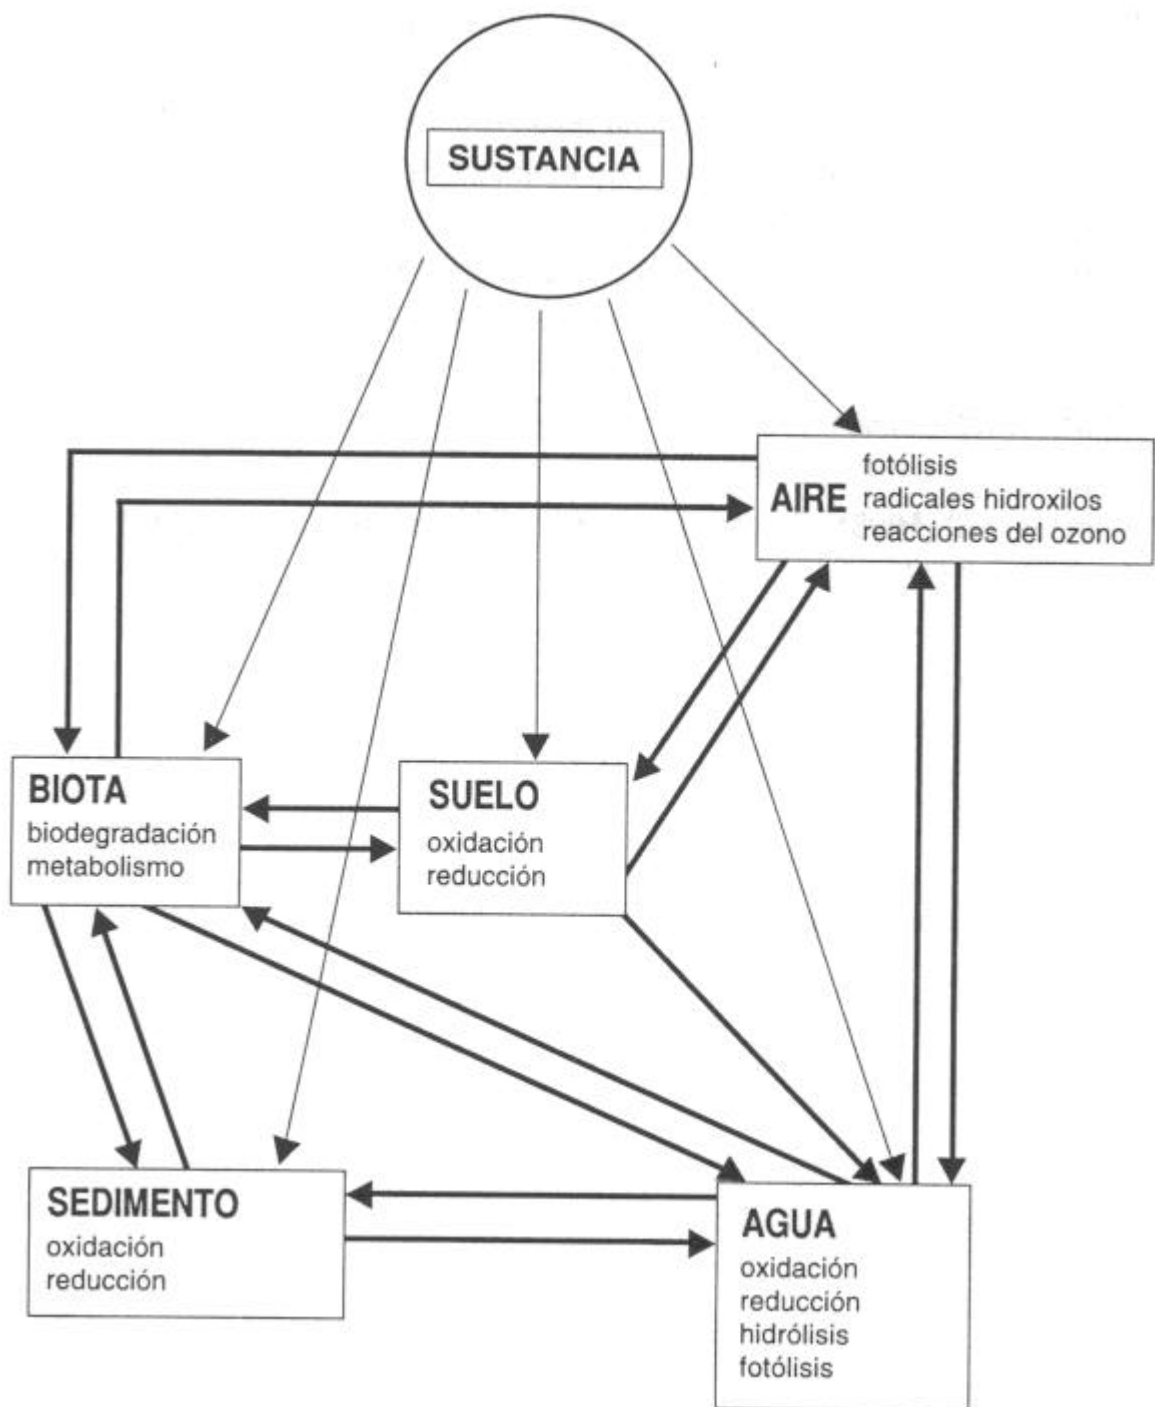 SUSTANCIA
AIRE
fotólisis
radicales hidroxilos
reacciones del ozono
BIOTA
biodegradación
metabolismo
SUELO
oxidación
reducción
SEDIMENTO
oxidación
reducción
AGUA
oxidación
reducción
hidrólisis
fotólisis